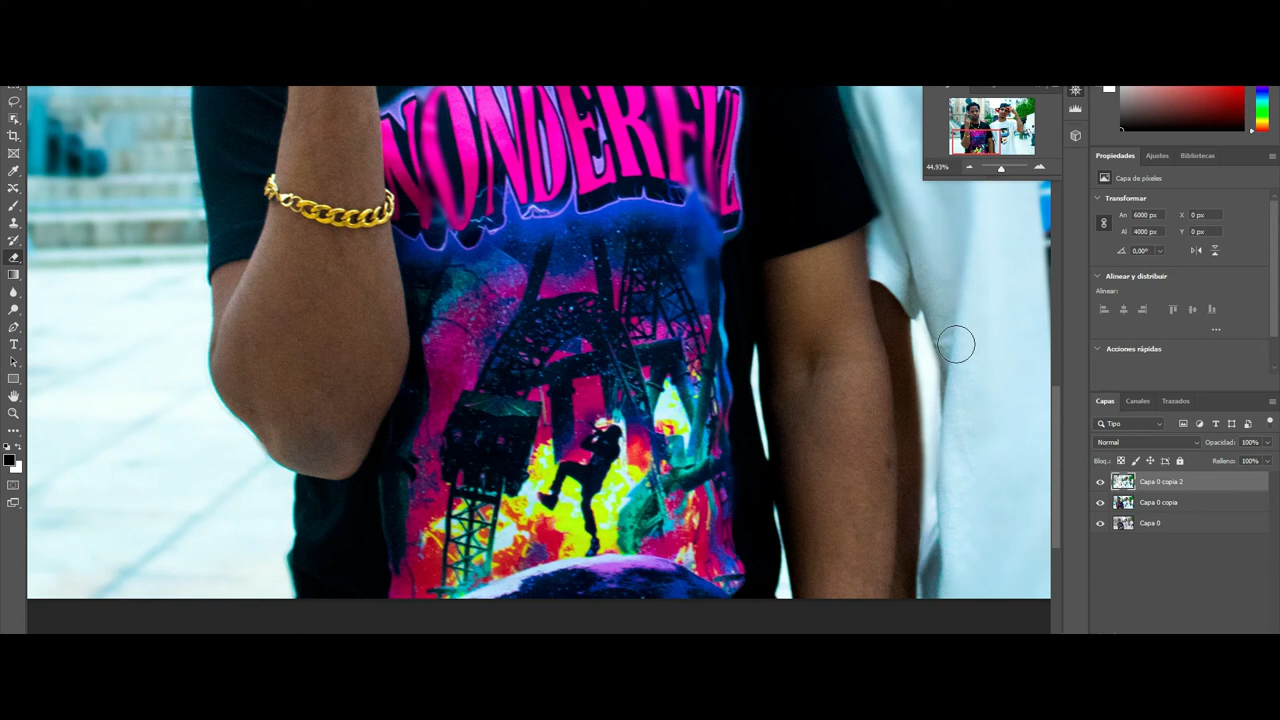 WONDERFUL
44,93%
Propiedades Ajustes Bibliotecas
Capa de píxeles
Transformar
An 6000 px X 0 px
Al 4000 px Y 0 px
0,00°
Alinear y distribuir
Alinear:
Acciones rápidas
Capas Canales Trazados
Tipo
Normal Opacidad: 100%
Bloq.: Relleno: 100%
Capa 0 copia 2
Capa 0 copia
Capa 0
T